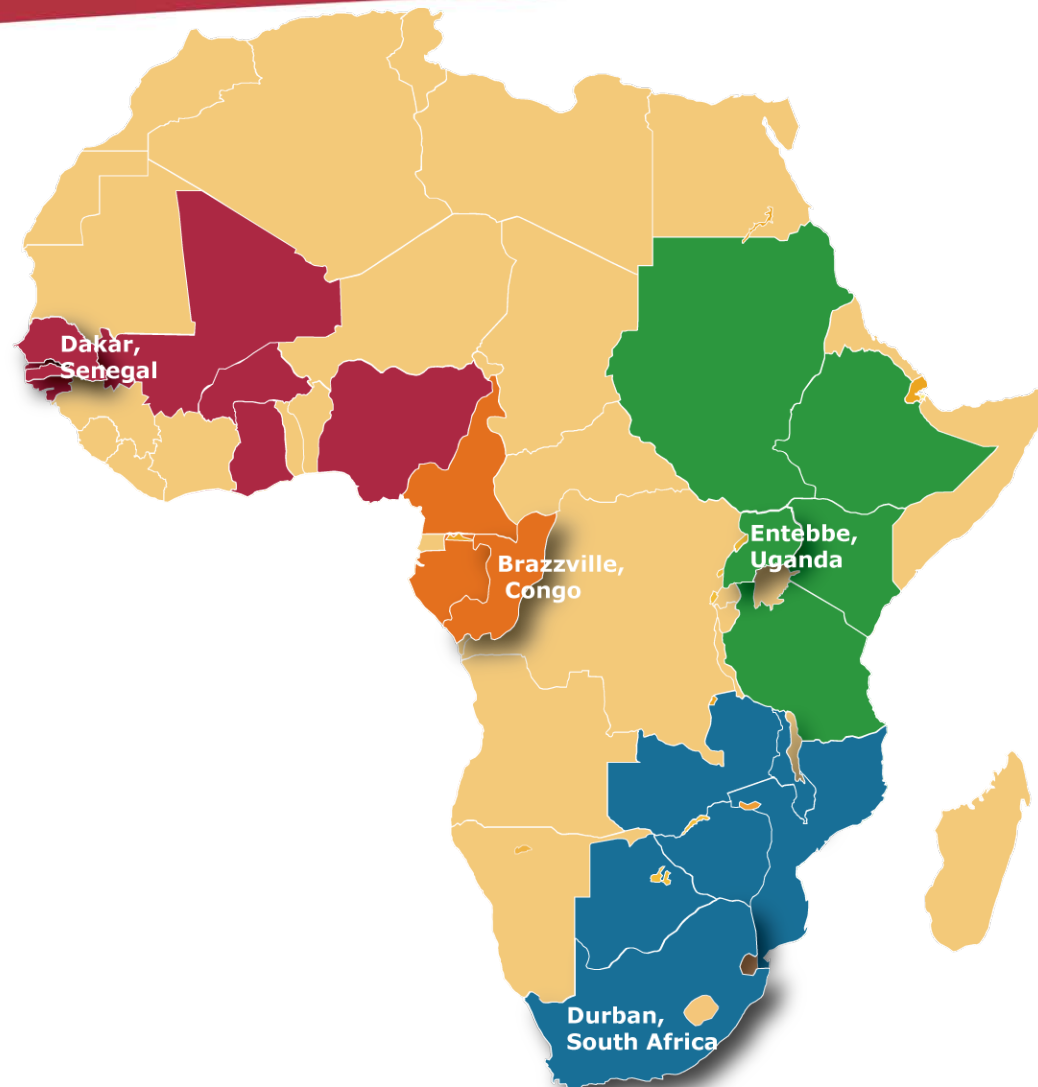 Dakar,
Senegal
Entebbe,
Uganda
Brazzville,
Congo
Durban,
South Africa